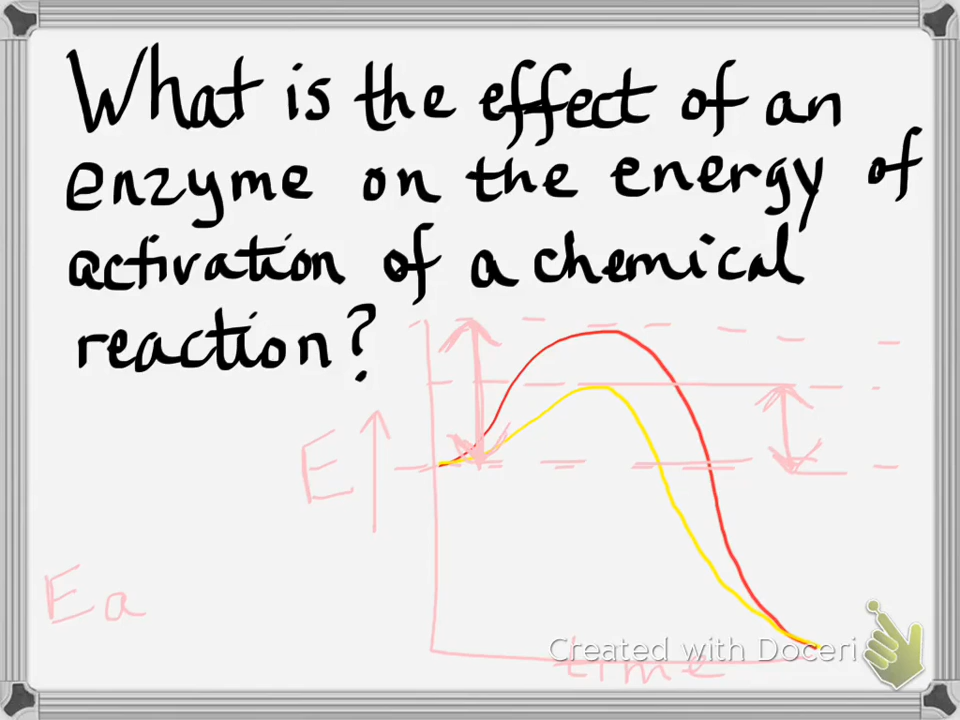 What is the effect of an
enzyme on the energy of
activation of a chemical
reaction?
E
Ea
Created with Doceri
time